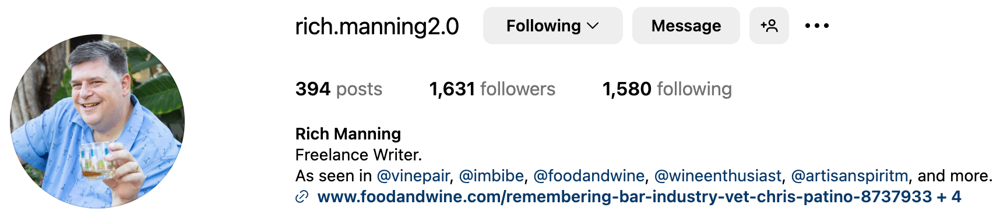 rich.manning2.0 Following Message
394 posts 1,631 followers 1,580 following
Rich Manning
Freelance Writer.
As seen in @vinepair, @imbibe, @foodandwine, @wineenthusiast, @artisanspiritm, and more.
www.foodandwine.com/remembering-bar-industry-vet-chris-patino-8737933 + 4